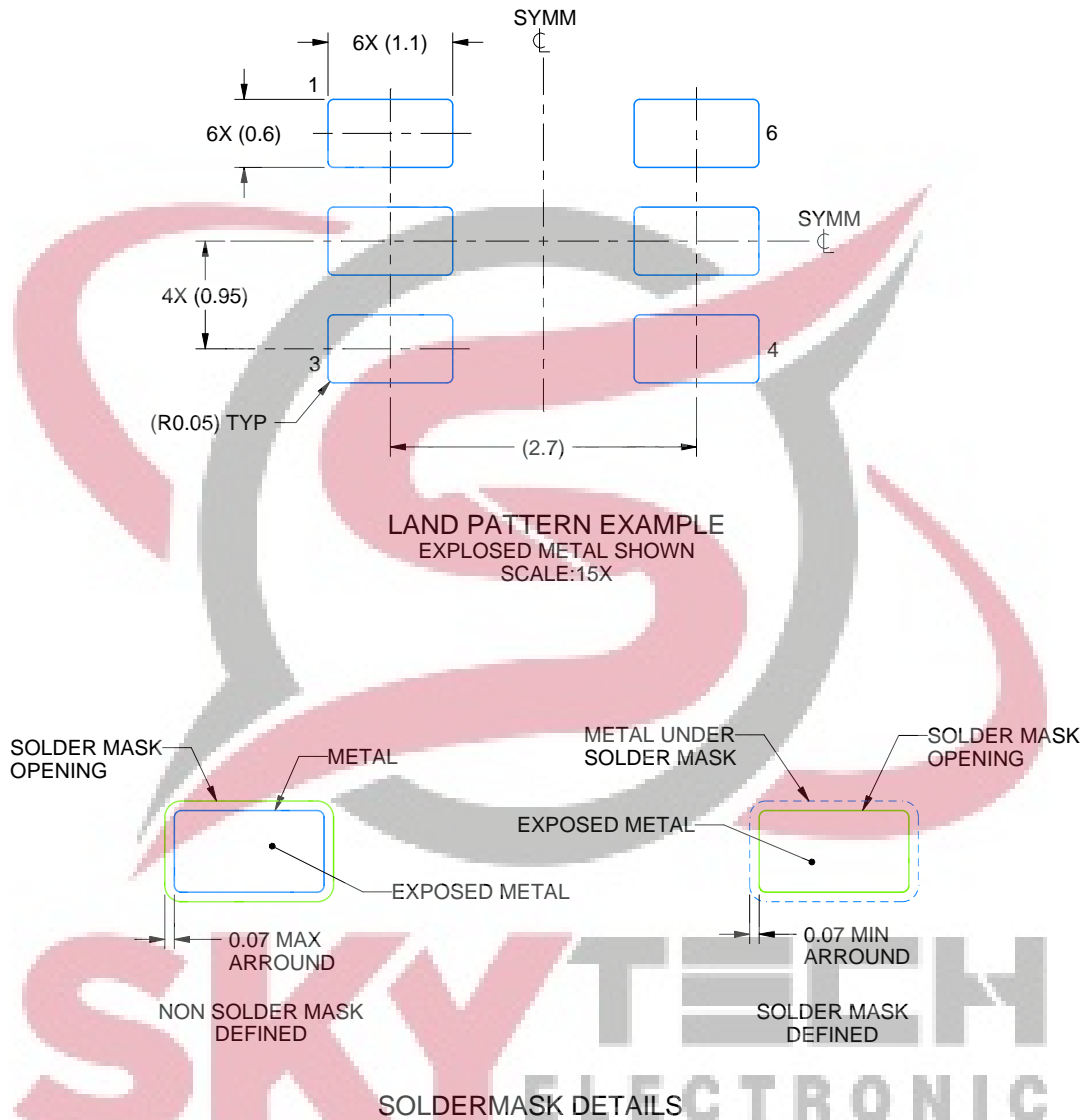 SYMM
℄
6X (1.1)
1
6X (0.6)
6
SYMM
℄
4X (0.95)
3
4
(R0.05) TYP
(2.7)
LAND PATTERN EXAMPLE
EXPLOSED METAL SHOWN
SCALE:15X
SOLDER MASK
OPENING
METAL
EXPOSED METAL
0.07 MAX
ARROUND
NON SOLDER MASK
DEFINED
METAL UNDER
SOLDER MASK
SOLDER MASK
OPENING
EXPOSED METAL
0.07 MIN
ARROUND
SOLDER MASK
DEFINED
SKYTECH
ELECTRONIC
SOLDERMASK DETAILS